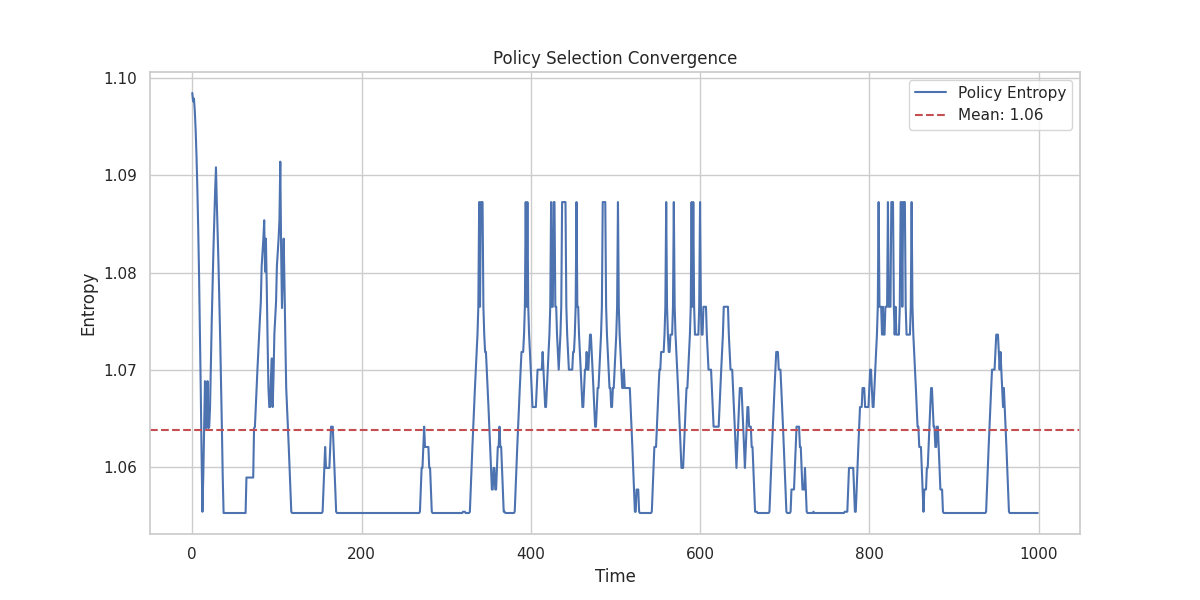 Policy Selection Convergence
Policy Entropy
Mean: 1.06
Entropy
1.10
1.09
1.08
1.07
1.06
0 200 400 600 800 1000
Time